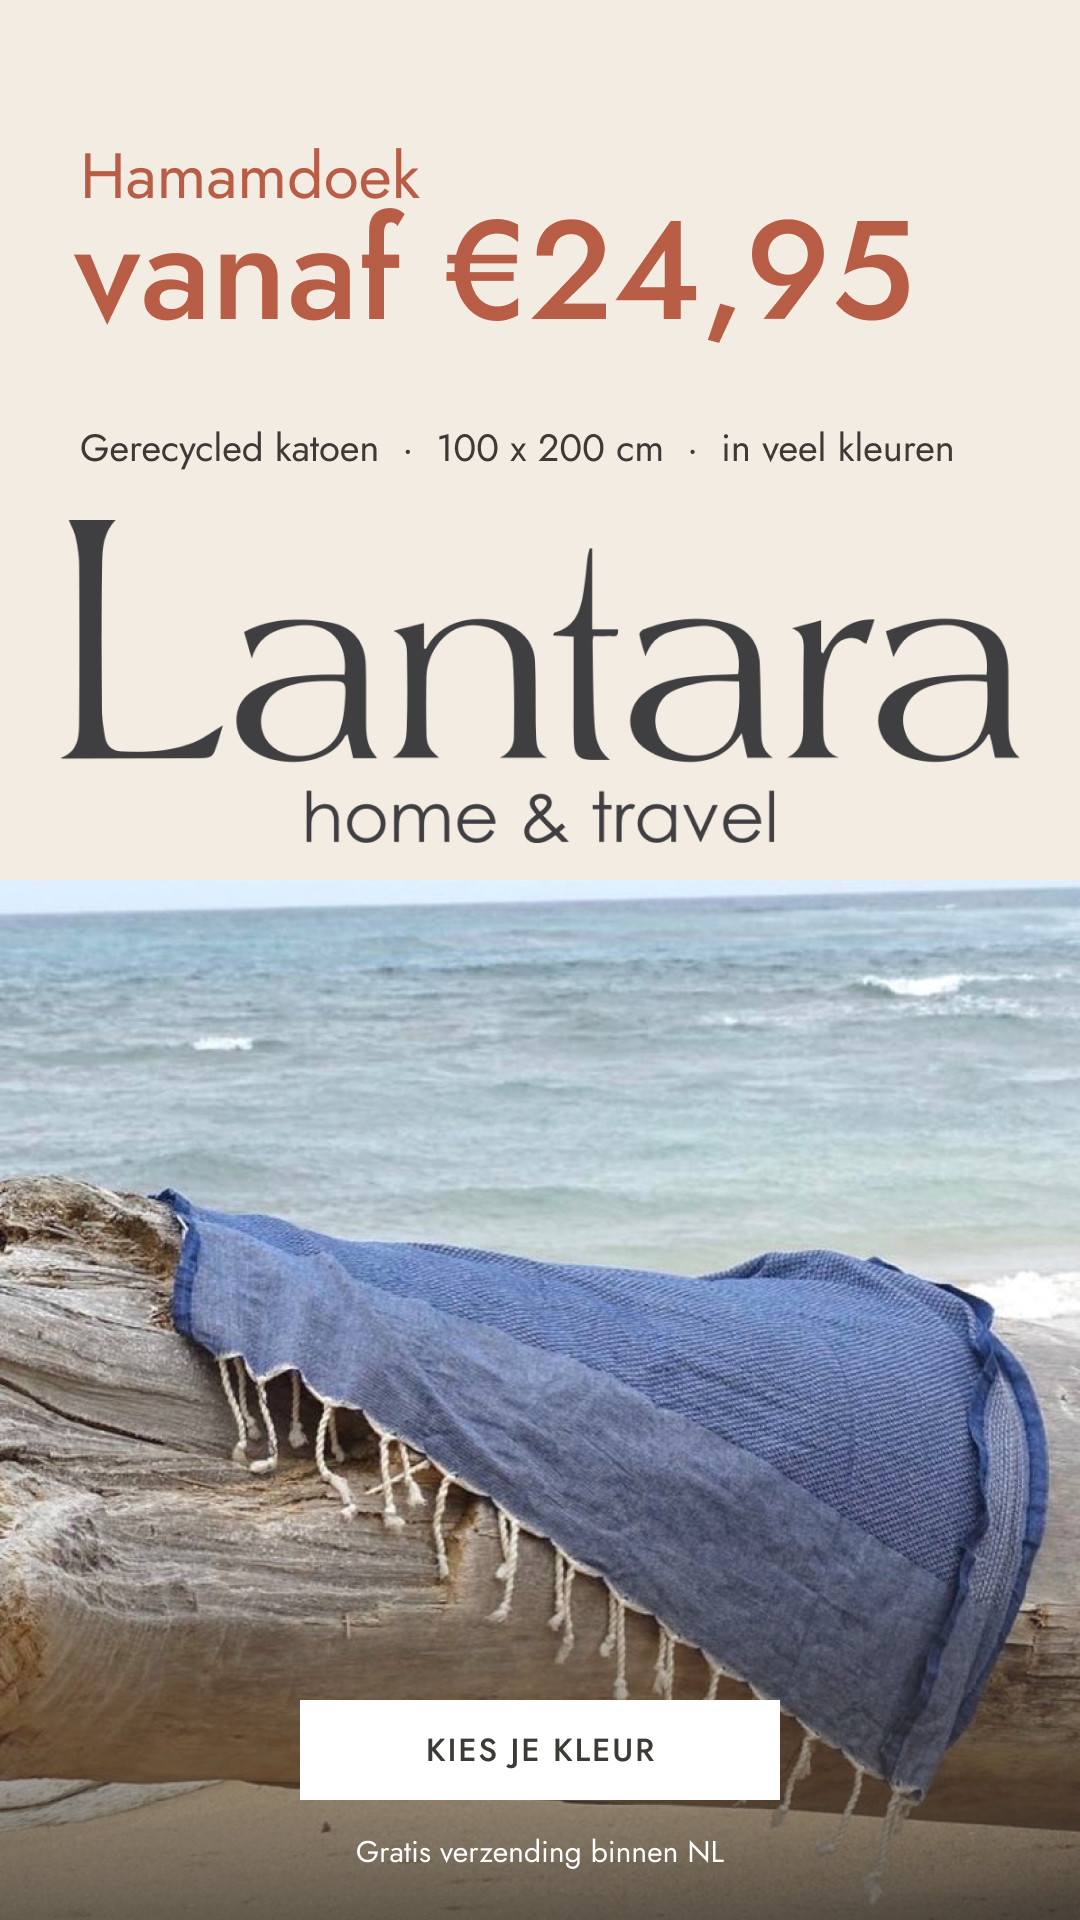 Hamamdoek
vanaf €24,95
Gerecycled katoen · 100 x 200 cm · in veel kleuren
Lantara
home & travel
KIES JE KLEUR
Gratis verzending binnen NL